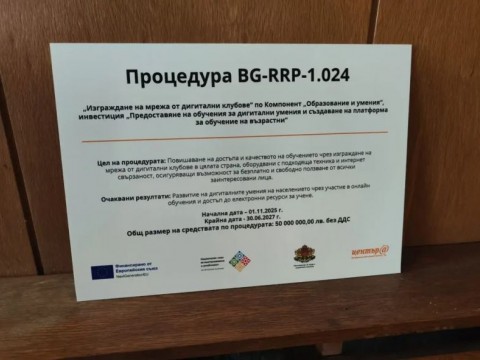 Процедура BG-RRP-1.024
„Изграждане на мрежа от дигитални клубове“ по Компонент „Образование и умения“,
инвестиция „Предоставяне на обучения за дигитални умения и създаване на платформа
за обучение на възрастни“
Цел на процедурата: Повишаване на достъпа и качеството на обучението чрез изграждане на
мрежа от дигитални клубове в цялата страна, оборудвани с подходяща техника и интернет
свързаност, осигуряващи възможност за безплатно и свободно ползване от всички
заинтересовани лица.
Очаквани резултати: Развитие на дигиталните умения на населението чрез участие в онлайн
обучения и достъп до електронни ресурси за учене.
Начална дата – 01.11.2025 г.
Крайна дата – 30.06.2027 г.
Общ размер на средствата по процедурата: 50 000 000,00 лв. без ДДС
Финансирано от
Европейския съюз
център